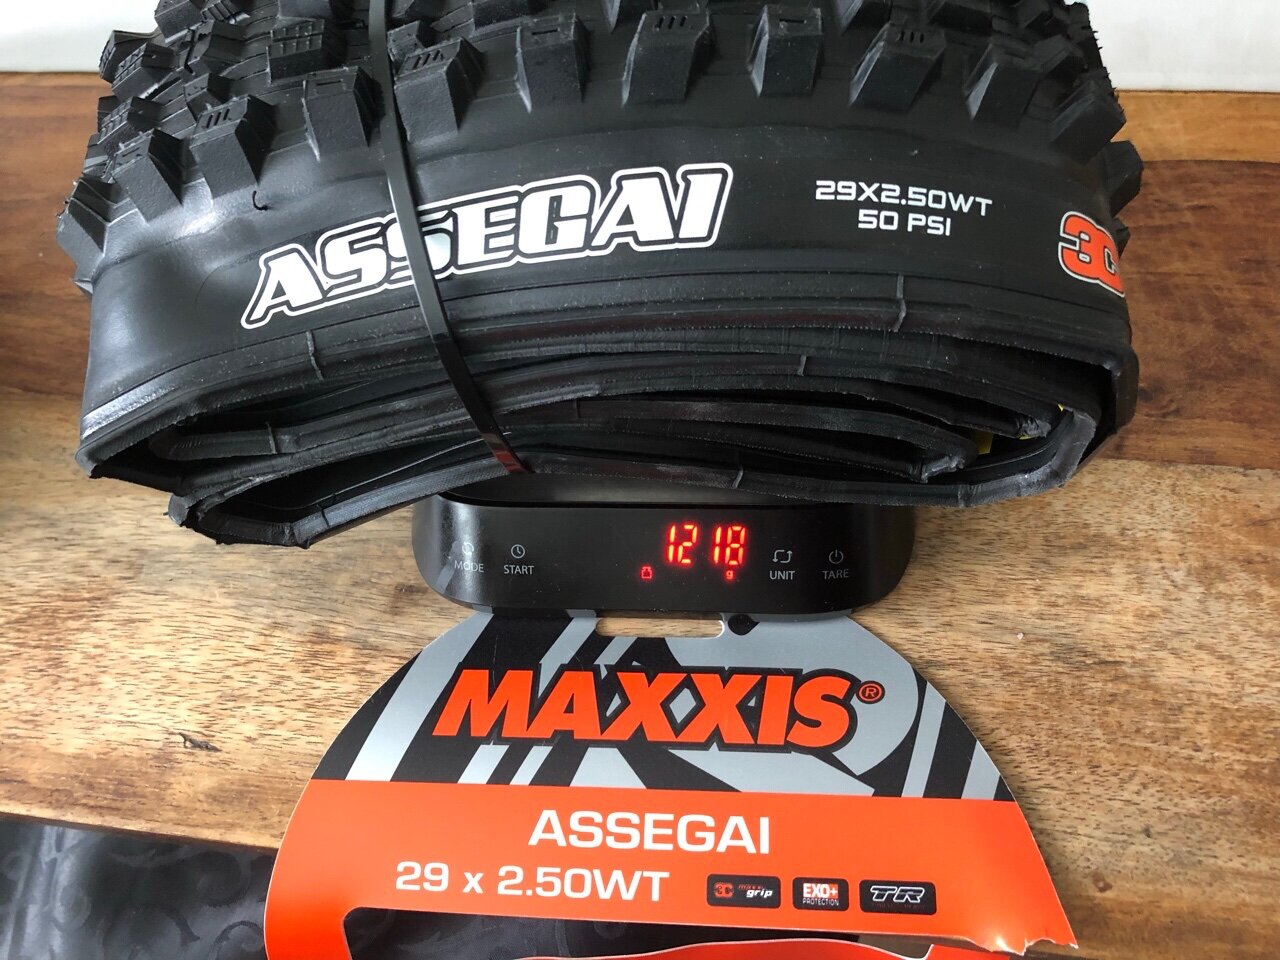 ASSEGAI
29X2.50WT
50 PSI
3C
MODE
START
1218
g
UNIT
TARE
MAXXIS®
ASSEGAI
29 x 2.50WT
3C maxx grip
EXO+
PROTECTION
TR